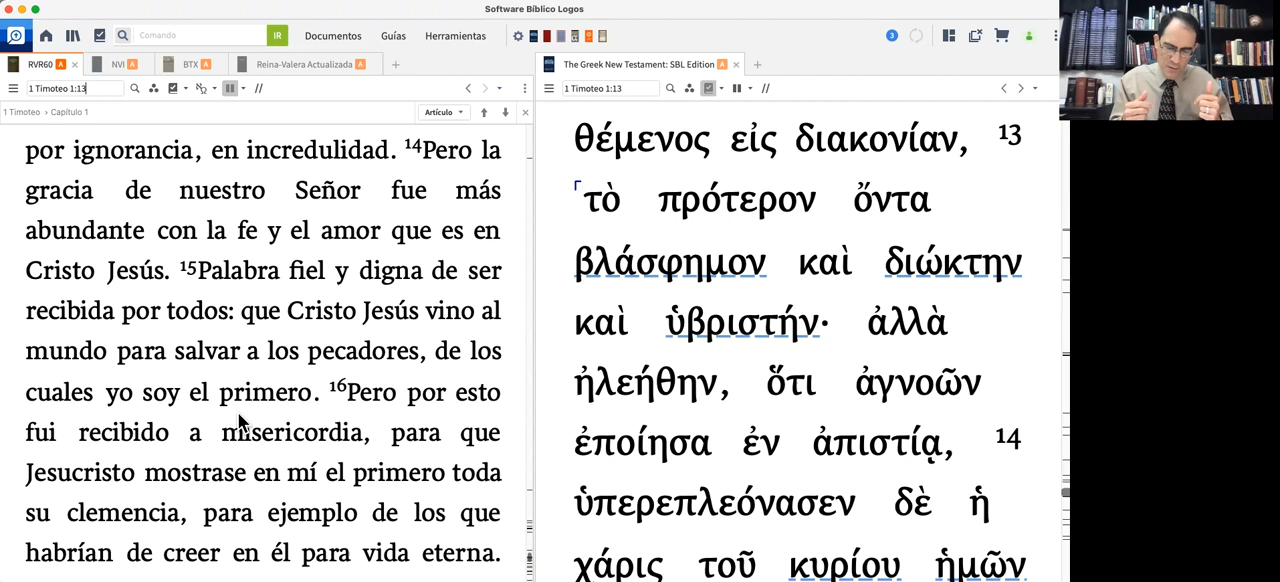 Software Bíblico Logos
Comando
IR
Documentos
Guías
Herramientas
3
RVR60 A
NVI A
BTX A
Reina-Valera Actualizada A
1 Timoteo 1:13
1 Timoteo › Capítulo 1
Artículo
por ignorancia, en incredulidad. ¹⁴Pero la
gracia de nuestro Señor fue más
abundante con la fe y el amor que es en
Cristo Jesús. ¹⁵Palabra fiel y digna de ser
recibida por todos: que Cristo Jesús vino al
mundo para salvar a los pecadores, de los
cuales yo soy el primero. ¹⁶Pero por esto
fui recibido a misericordia, para que
Jesucristo mostrase en mí el primero toda
su clemencia, para ejemplo de los que
habrían de creer en él para vida eterna.
The Greek New Testament: SBL Edition A
1 Timoteo 1:13
θέμενος εἰς διακονίαν, ¹³
⸀τὸ πρότερον ὄντα
βλάσφημον καὶ διώκτην
καὶ ὑβριστήν· ἀλλὰ
ἠλεήθην, ὅτι ἀγνοῶν
ἐποίησα ἐν ἀπιστίᾳ, ¹⁴
ὑπερεπλεόνασεν δὲ ἡ
χάρις τοῦ κυρίου ἡμῶν